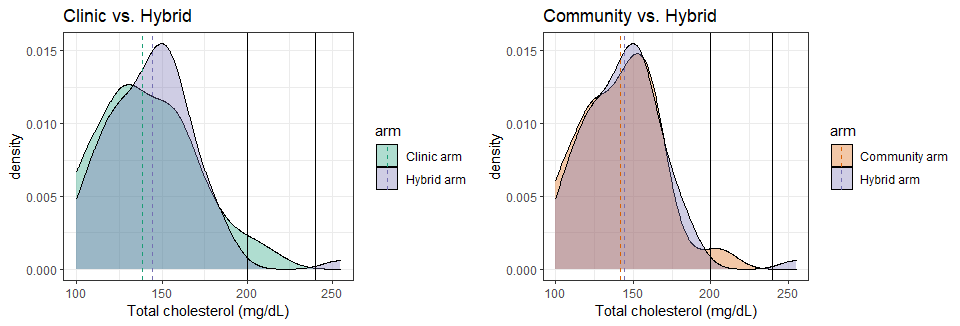 Clinic vs. Hybrid
density
0.015
0.010
0.005
0.000
100
150
200
250
Total cholesterol (mg/dL)
arm
Clinic arm
Hybrid arm
Community vs. Hybrid
density
0.015
0.010
0.005
0.000
100
150
200
250
Total cholesterol (mg/dL)
arm
Community arm
Hybrid arm